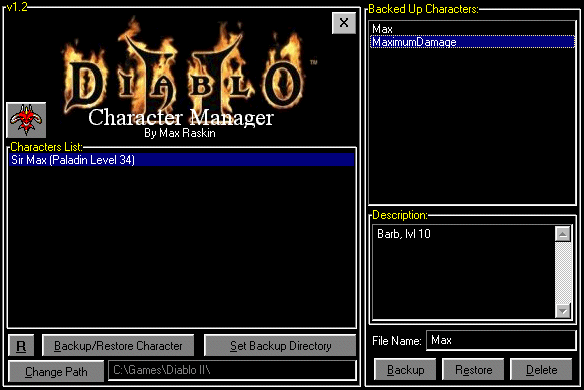 v1.2
X
DIABLO II ™
Character Manager
By Max Raskin
Characters List:
Sir Max (Paladin Level 34)
R
Backup/Restore Character
Set Backup Directory
Change Path
C:\Games\Diablo II\
Backed Up Characters:
Max
MaximumDamage
Description:
Barb, lvl 10
File Name:
Max
Backup
Restore
Delete